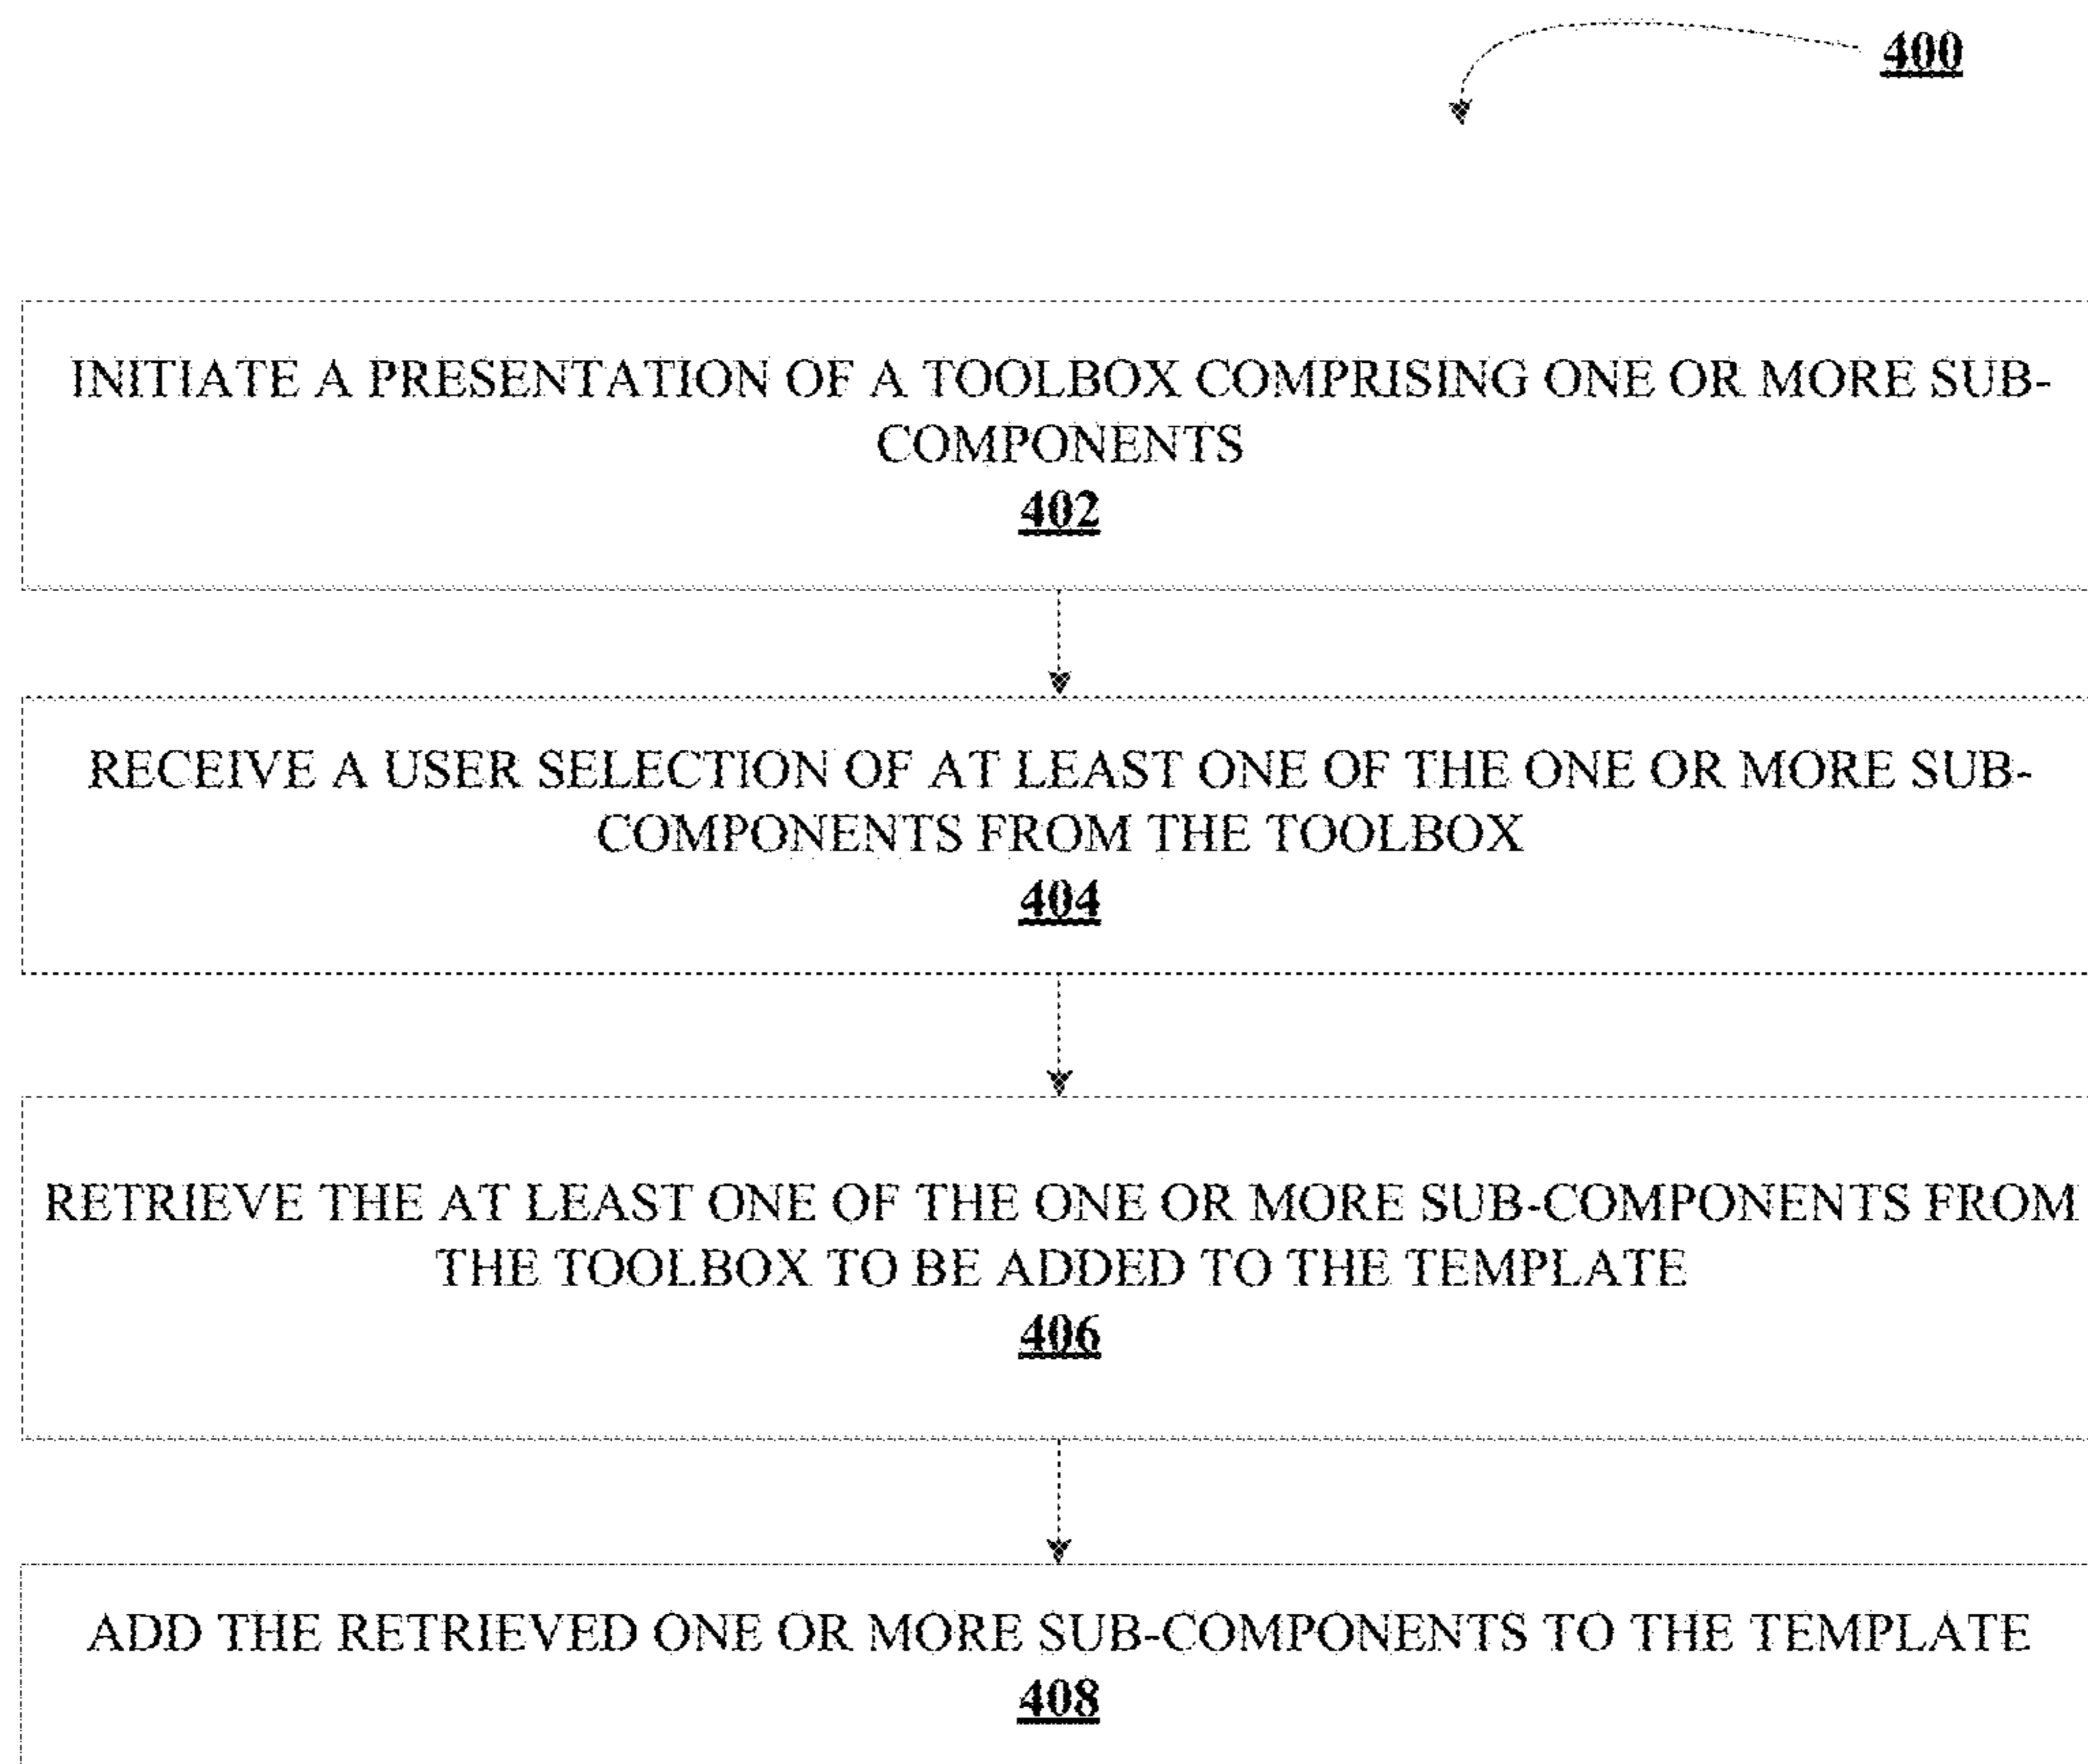 400
INITIATE A PRESENTATION OF A TOOLBOX COMPRISING ONE OR MORE SUB-
COMPONENTS
402
RECEIVE A USER SELECTION OF AT LEAST ONE OF THE ONE OR MORE SUB-
COMPONENTS FROM THE TOOLBOX
404
RETRIEVE THE AT LEAST ONE OF THE ONE OR MORE SUB-COMPONENTS FROM
THE TOOLBOX TO BE ADDED TO THE TEMPLATE
406
ADD THE RETRIEVED ONE OR MORE SUB-COMPONENTS TO THE TEMPLATE
408